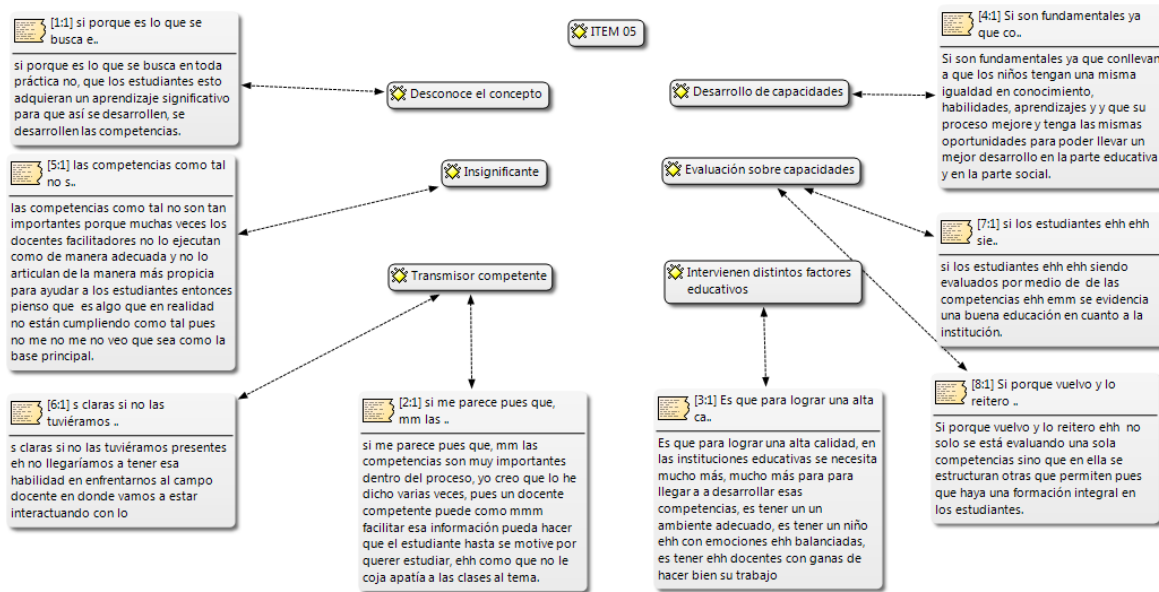 ITEM 05
[1:1] si porque es lo que se
busca e..
si porque es lo que se busca en toda
práctica no, que los estudiantes esto
adquieran un aprendizaje significativo
para que así se desarrollen, se
desarrollen las competencias.
Desconoce el concepto
Desarrollo de capacidades
[4:1] Si son fundamentales ya
que co..
Si son fundamentales ya que conllevan
a que los niños tengan una misma
igualdad en conocimiento,
habilidades, aprendizajes y y que su
proceso mejore y tenga las mismas
oportunidades para poder llevar un
mejor desarrollo en la parte educativa
y en la parte social.
[5:1] las competencias como tal
no s..
las competencias como tal no son tan
importantes porque muchas veces los
docentes facilitadores no lo ejecutan
como de manera adecuada y no lo
articulan de la manera más propicia
para ayudar a los estudiantes entonces
pienso que es algo que en realidad
no están cumpliendo como tal pues
no me no me no veo que sea como la
base principal.
Insignificante
Evaluación sobre capacidades
[7:1] si los estudiantes ehh ehh
sie..
si los estudiantes ehh ehh siendo
evaluados por medio de de las
competencias ehh emm se evidencia
una buena educación en cuanto a la
institución.
Transmisor competente
Intervienen distintos factores
educativos
[6:1] s claras si no las
tuviéramos ..
s claras si no las tuviéramos presentes
eh no llegaríamos a tener esa
habilidad en enfrentarnos al campo
docente en donde vamos a estar
interactuando con lo
[2:1] si me parece pues que,
mm las ..
si me parece pues que, mm las
competencias son muy importantes
dentro del proceso, yo creo que lo he
dicho varias veces, pues un docente
competente puede como mmm
facilitar esa información pueda hacer
que el estudiante hasta se motive por
querer estudiar, ehh como que no le
coja apatía a las clases al tema.
[3:1] Es que para lograr una alta
ca..
Es que para lograr una alta calidad, en
las instituciones educativas se necesita
mucho más, mucho más para para
llegar a a desarrollar esas
competencias, es tener un un
ambiente adecuado, es tener un niño
ehh con emociones ehh balanciadas,
es tener ehh docentes con ganas de
hacer bien su trabajo
[8:1] Si porque vuelvo y lo
reitero ..
Si porque vuelvo y lo reitero ehh no
solo se está evaluando una sola
competencias sino que en ella se
estructuran otras que permiten pues
que haya una formación integral en
los estudiantes.